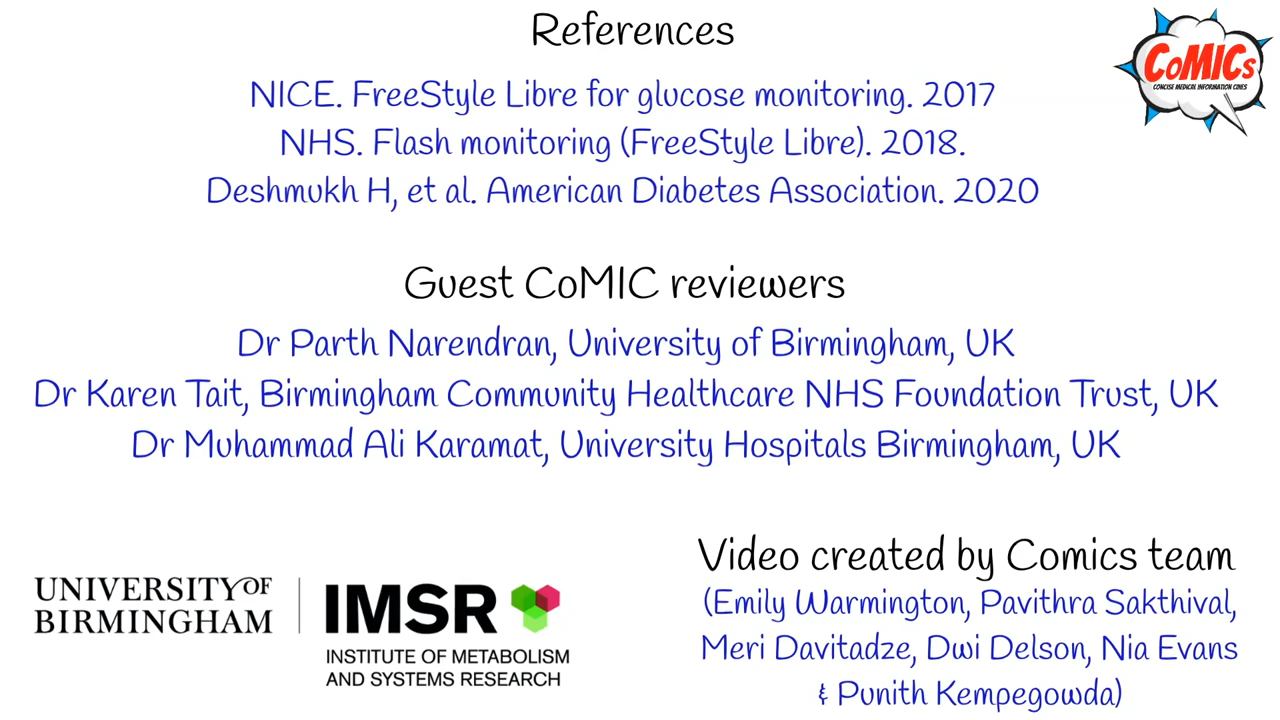 References
CoMICs
CONCISE MEDICAL INFORMATION CINES
NICE. FreeStyle Libre for glucose monitoring. 2017
NHS. Flash monitoring (FreeStyle Libre). 2018.
Deshmukh H, et al. American Diabetes Association. 2020
Guest CoMIC reviewers
Dr Parth Narendran, University of Birmingham, UK
Dr Karen Tait, Birmingham Community Healthcare NHS Foundation Trust, UK
Dr Muhammad Ali Karamat, University Hospitals Birmingham, UK
UNIVERSITY OF
BIRMINGHAM
IMSR
INSTITUTE OF METABOLISM
AND SYSTEMS RESEARCH
Video created by Comics team
(Emily Warmington, Pavithra Sakthival,
Meri Davitadze, Dwi Delson, Nia Evans
& Punith Kempegowda)